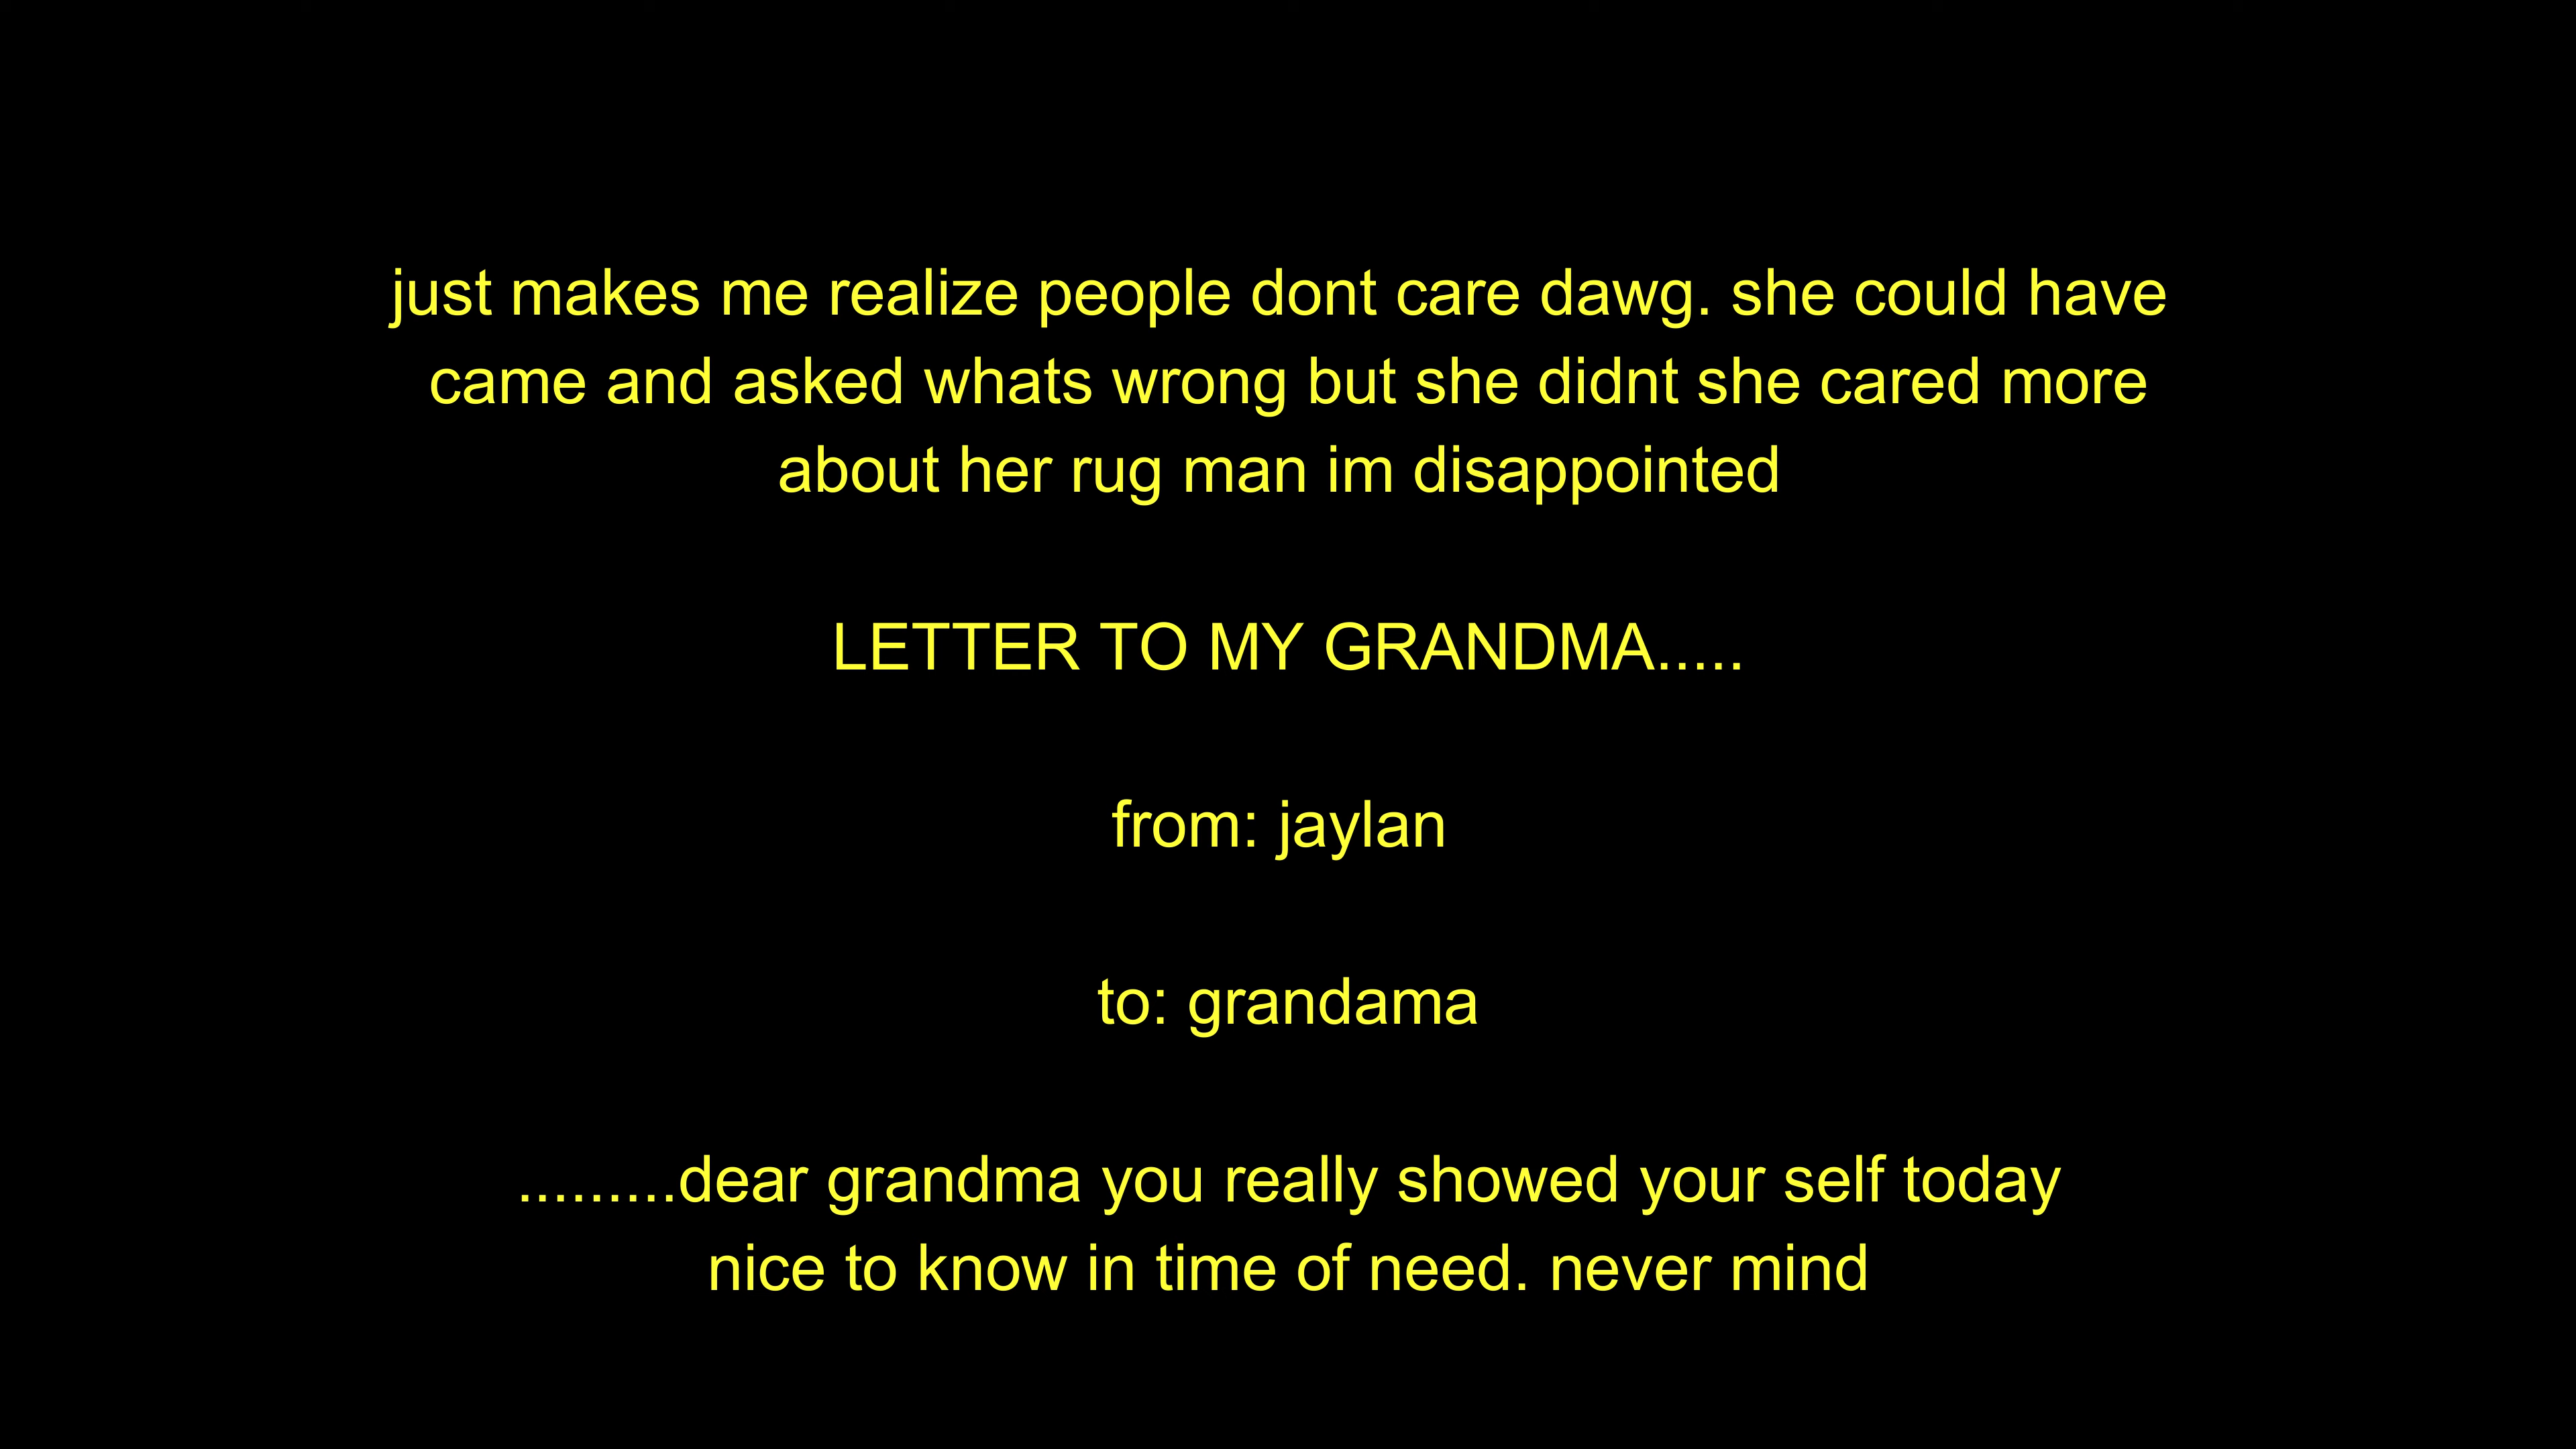 just makes me realize people dont care dawg. she could have
came and asked whats wrong but she didnt she cared more
about her rug man im disappointed
LETTER TO MY GRANDMA.....
from: jaylan
to: grandama
.........dear grandma you really showed your self today
nice to know in time of need. never mind